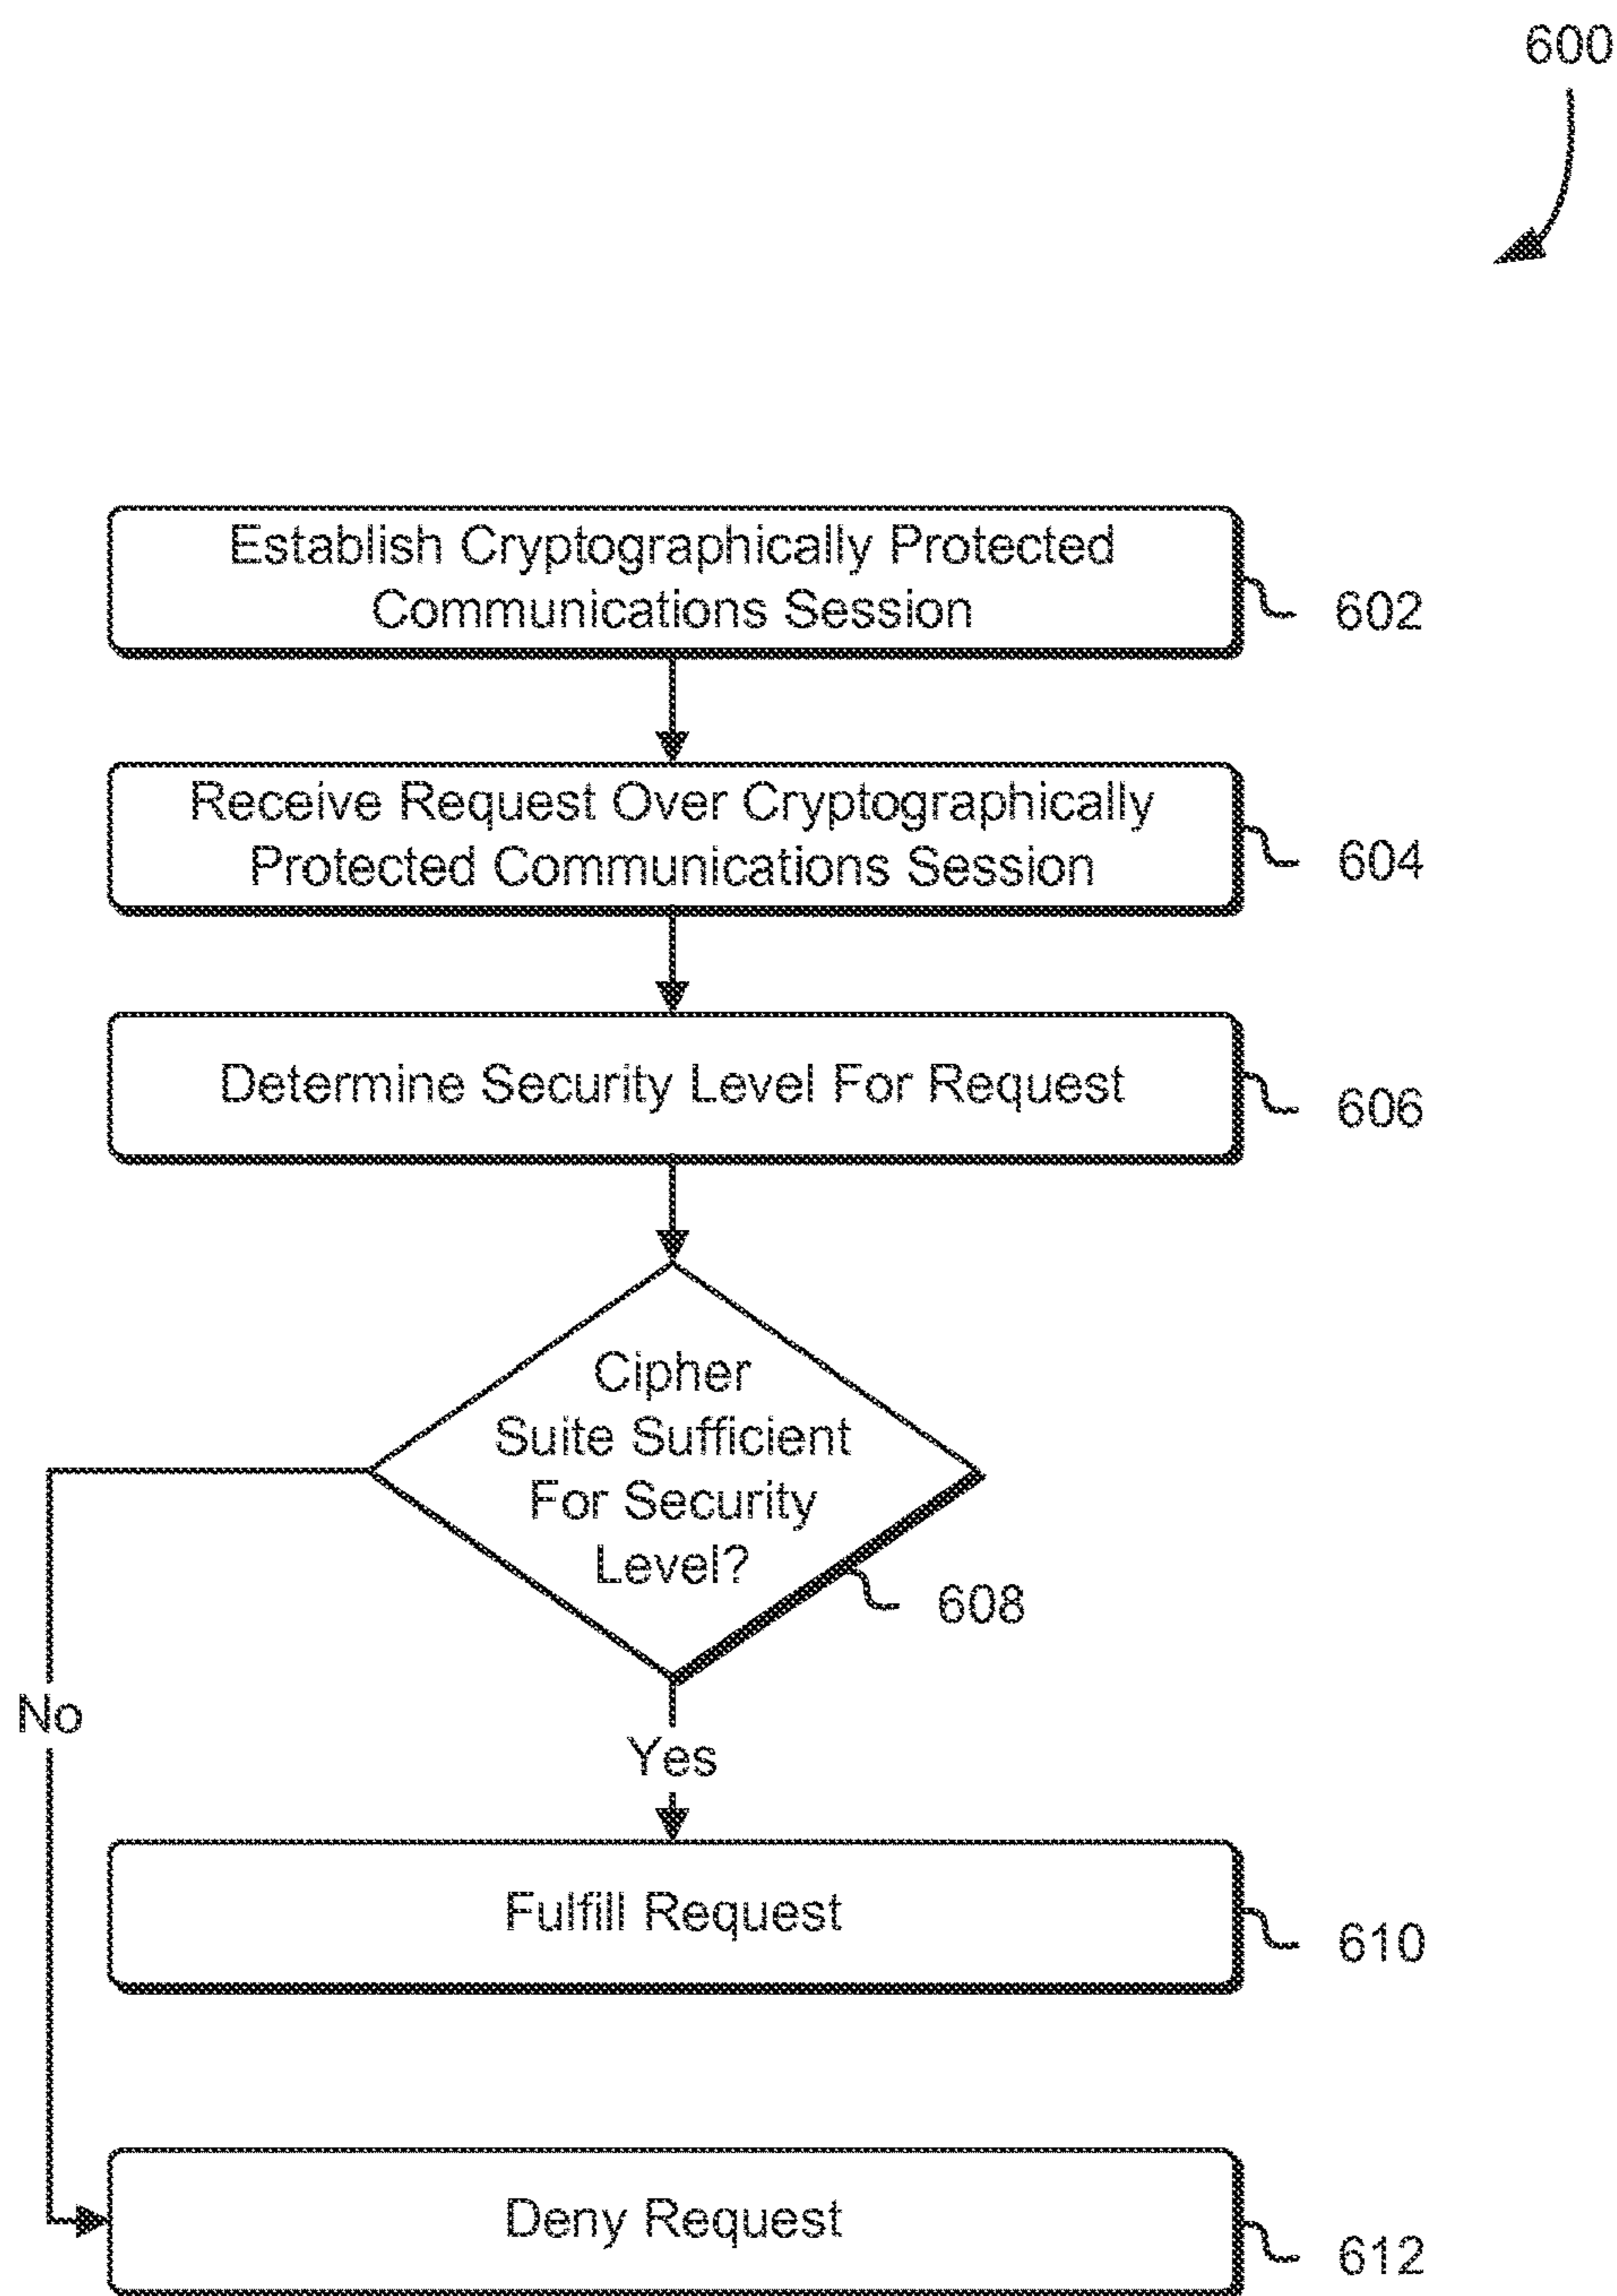 600
Establish Cryptographically Protected
Communications Session
602
Receive Request Over Cryptographically
Protected Communications Session
604
Determine Security Level For Request
606
Cipher
Suite Sufficient
For Security
Level?
608
No
Yes
Fulfill Request
610
Deny Request
612